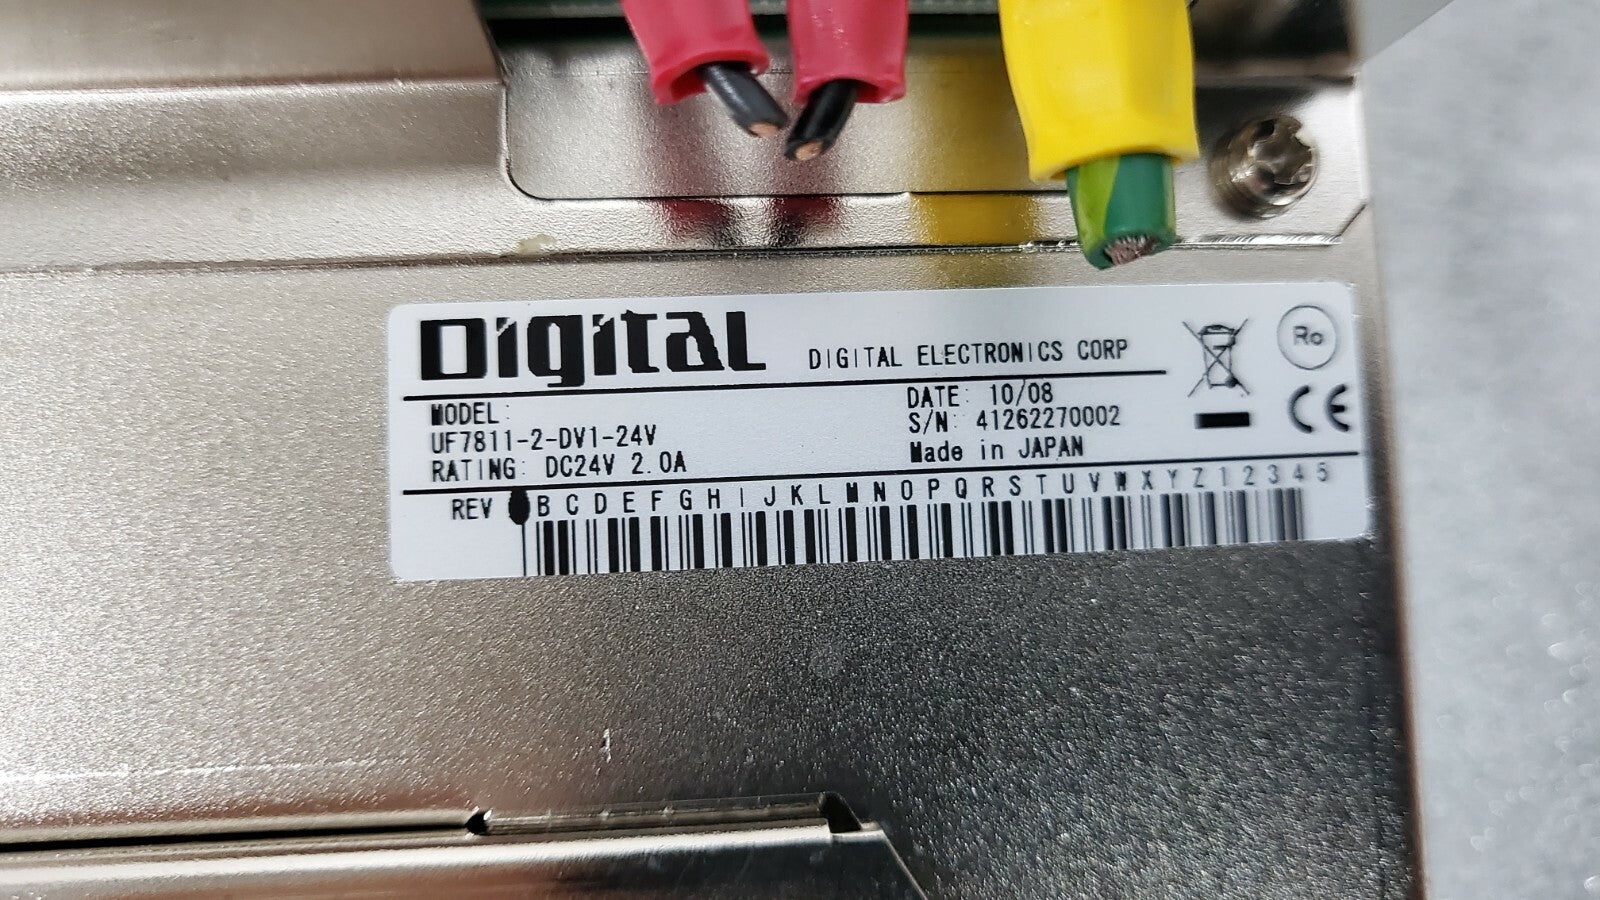 Digital DIGITAL ELECTRONICS CORP
Ro
MODEL:
UF7811-2-DV1-24V
RATING: DC24V 2.0A
DATE: 10/08
S/N: 41262270002
Made in JAPAN
CE
REV B C D E F G H I J K L M N O P Q R S T U V W X Y Z 1 2 3 4 5